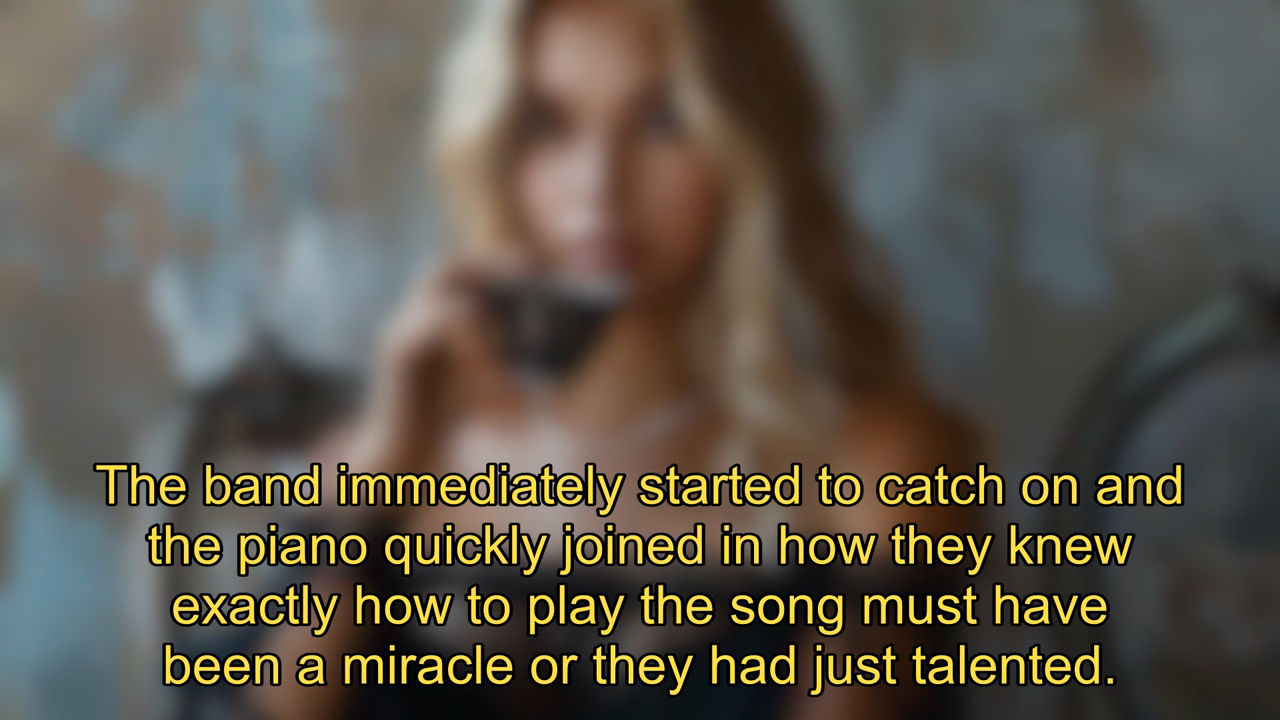 The band immediately started to catch on and
the piano quickly joined in how they knew
exactly how to play the song must have
been a miracle or they had just talented.